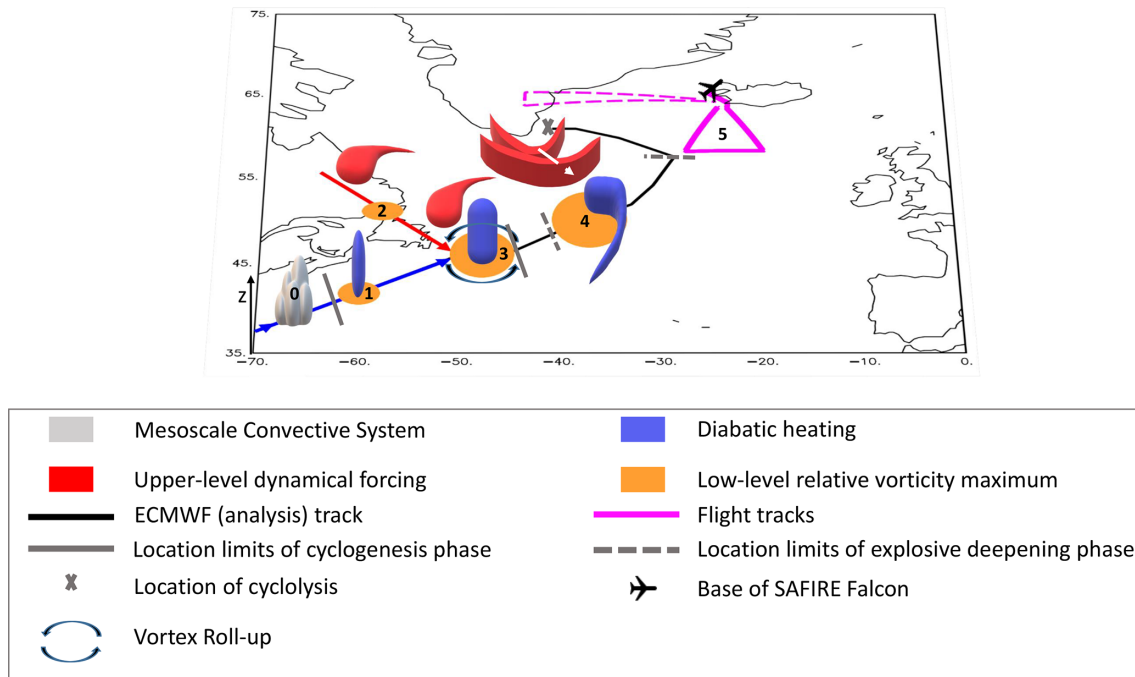 75.
65.
5
55.
2
4
3
45.
0
1
Z
35.
−70. −60. −50. −40. −30. −20. −10. 0.
Mesoscale Convective System
Diabatic heating
Upper-level dynamical forcing
Low-level relative vorticity maximum
ECMWF (analysis) track
Flight tracks
Location limits of cyclogenesis phase
Location limits of explosive deepening phase
Location of cyclolysis
Base of SAFIRE Falcon
Vortex Roll-up